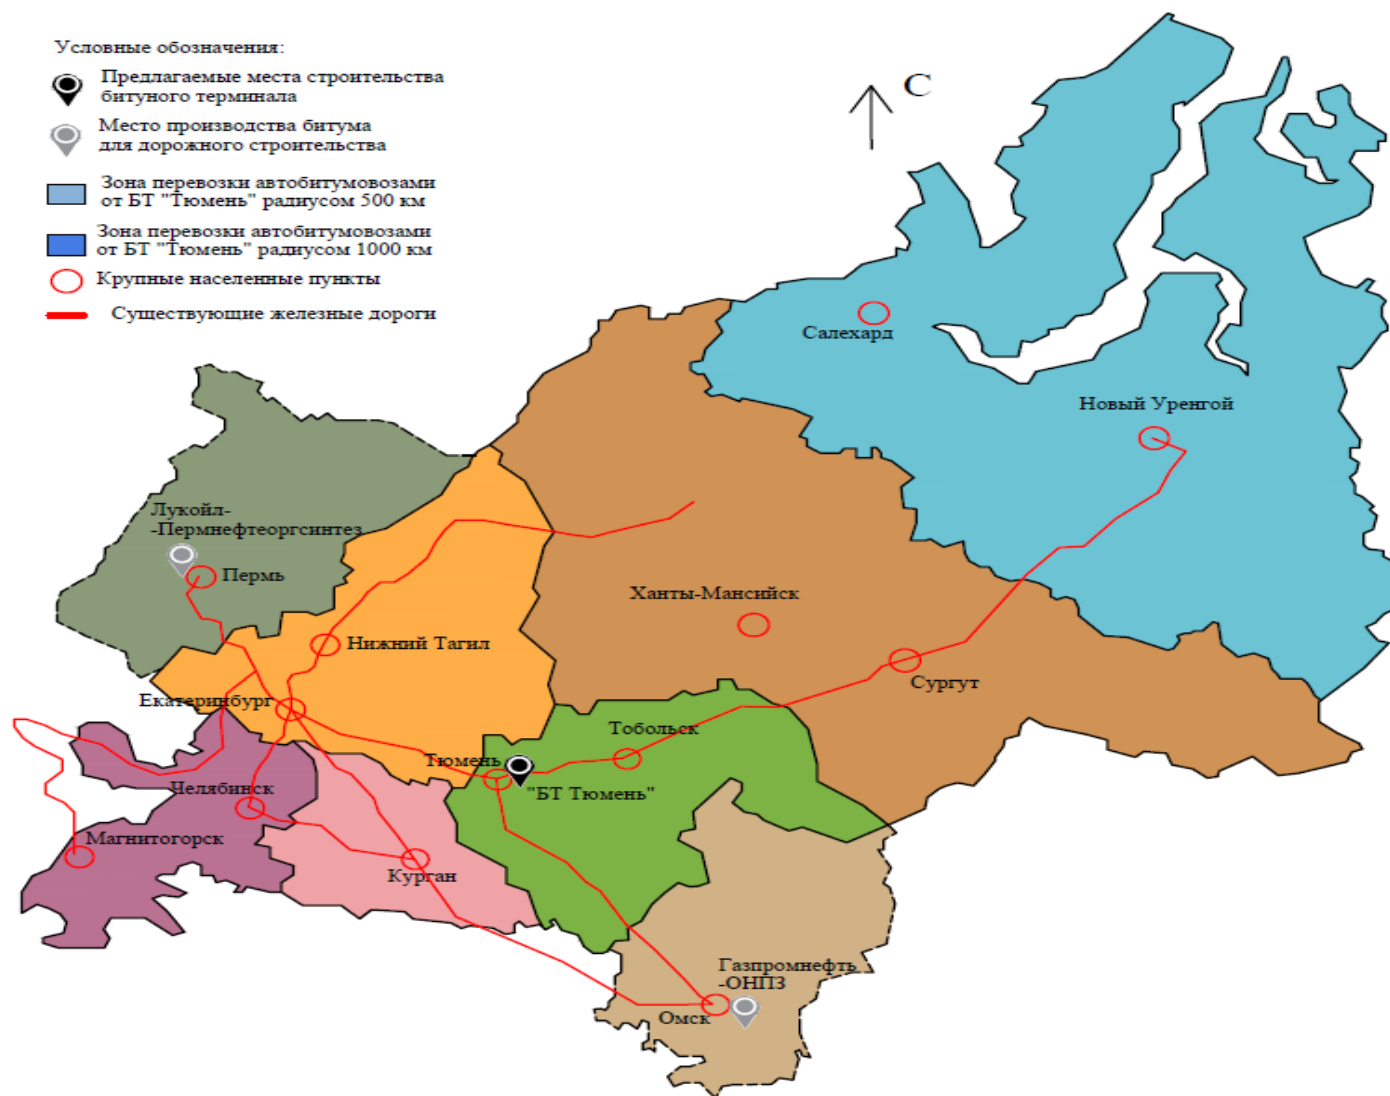 Условные обозначения:
Предлагаемые места строительства
битуного терминала
Место производства битума
для дорожного строительства
Зона перевозки автобитумовозами
от БТ "Тюмень" радиусом 500 км
Зона перевозки автобитумовозами
от БТ "Тюмень" радиусом 1000 км
Крупные населенные пункты
Существующие железные дороги
С
Салехард
Новый Уренгой
Лукойл-
-Пермнефтеоргсинтез
Пермь
Ханты-Мансийск
Нижний Тагил
Сургут
Екатеринбург
Тобольск
Тюмень
"БТ Тюмень"
Челябинск
Магнитогорск
Курган
Газпромнефть
-ОНПЗ
Омск